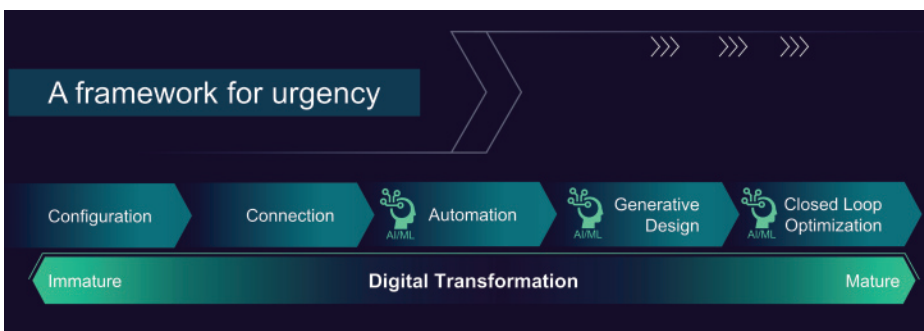 A framework for urgency
Configuration
Connection
AI/ML
Automation
AI/ML
Generative
Design
AI/ML
Closed Loop
Optimization
Immature
Digital Transformation
Mature